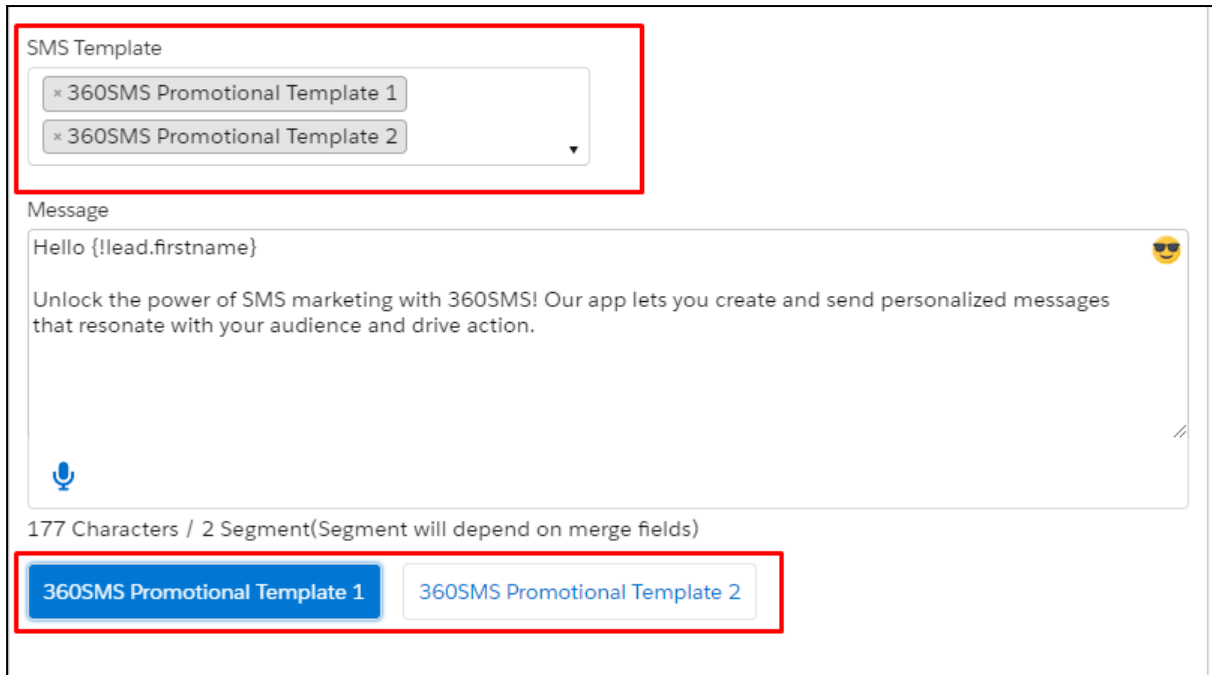 SMS Template
× 360SMS Promotional Template 1
× 360SMS Promotional Template 2
Message
Hello {!lead.firstname}
Unlock the power of SMS marketing with 360SMS! Our app lets you create and send personalized messages
that resonate with your audience and drive action.
177 Characters / 2 Segment(Segment will depend on merge fields)
360SMS Promotional Template 1 360SMS Promotional Template 2